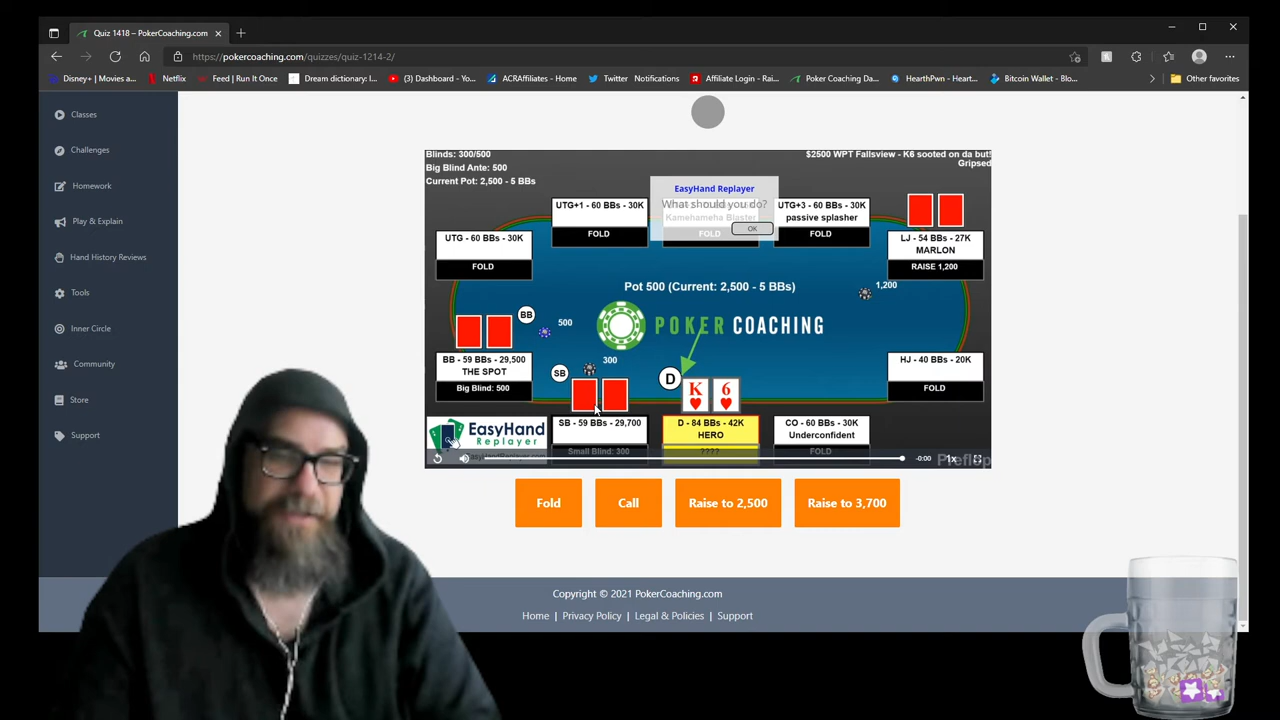 Quiz 1418 – PokerCoaching.com
https://pokercoaching.com/quizzes/quiz-1214-2/
Disney+ | Movies a...
Netflix
Feed | Run It Once
Dream dictionary: I...
(3) Dashboard - Yo...
ACRAffiliates - Home
Twitter
Notifications
Affiliate Login - Rai...
Poker Coaching Da...
HearthPwn - Heart...
Bitcoin Wallet - Blo...
Other favorites
Classes
Challenges
Homework
Play & Explain
Hand History Reviews
Tools
Inner Circle
Community
Store
Support
Blinds: 300/500
Big Blind Ante: 500
Current Pot: 2,500 - 5 BBs
$2500 WPT Fallsview - K6 sooted on da but!
Gripsed
EasyHand Replayer
What should you do?
Kamehameha Blaster
OK
FOLD
UTG+1 - 60 BBs - 30K
FOLD
UTG+3 - 60 BBs - 30K
passive splasher
FOLD
UTG - 60 BBs - 30K
FOLD
LJ - 54 BBs - 27K
MARLON
RAISE 1,200
1,200
Pot 500 (Current: 2,500 - 5 BBs)
POKER COACHING
BB
500
BB - 59 BBs - 29,500
THE SPOT
Big Blind: 500
300
SB
D
K
6
HJ - 40 BBs - 20K
FOLD
EasyHand
Replayer
EasyHandReplayer.com
SB - 59 BBs - 29,700
Small Blind: 300
D - 84 BBs - 42K
HERO
????
CO - 60 BBs - 30K
Underconfident
FOLD
Preflop
-0:00
1x
Fold
Call
Raise to 2,500
Raise to 3,700
Copyright © 2021 PokerCoaching.com
Home | Privacy Policy | Legal & Policies | Support